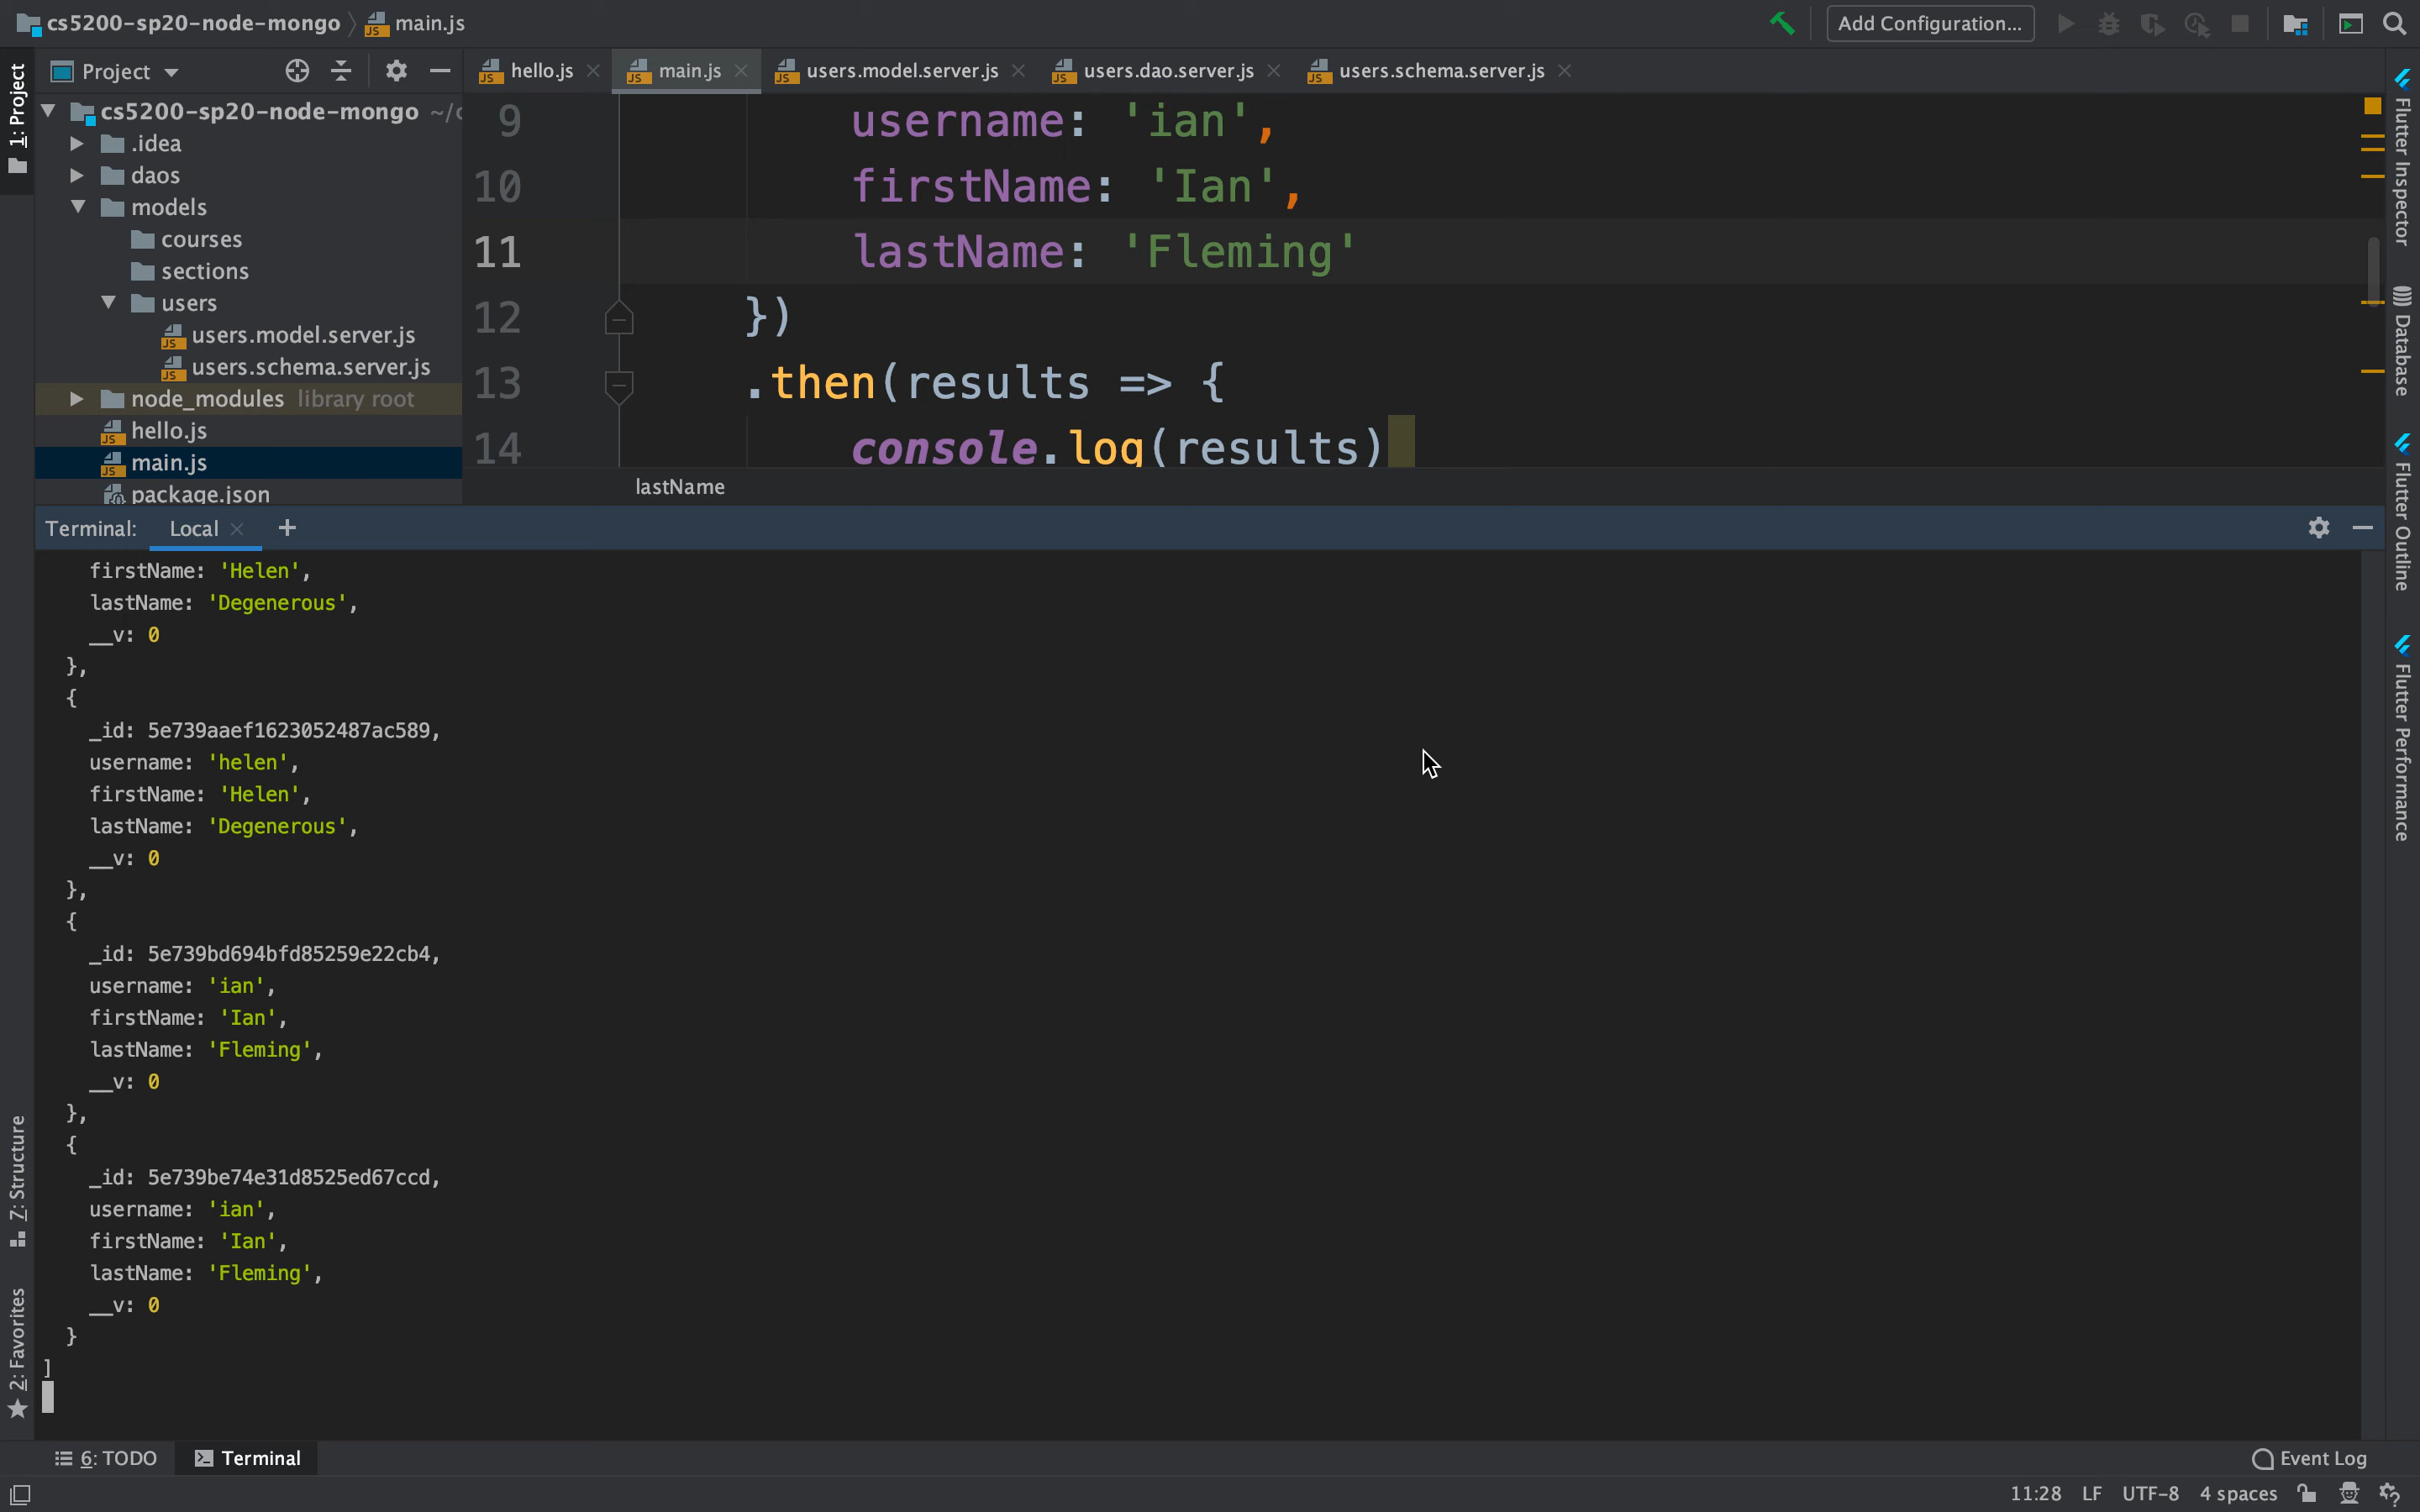 cs5200-sp20-node-mongo main.js
Add Configuration...
1: Project
Project
hello.js
main.js
users.model.server.js
users.dao.server.js
users.schema.server.js
cs5200-sp20-node-mongo ~/c
.idea
daos
models
courses
sections
users
users.model.server.js
users.schema.server.js
node_modules library root
hello.js
main.js
package.json
9 username: 'ian',
10 firstName: 'Ian',
11 lastName: 'Fleming'
12 })
13 .then(results => {
14 console.log(results)
lastName
Terminal: Local +
firstName: 'Helen',
lastName: 'Degenerous',
__v: 0
},
{
_id: 5e739aaef1623052487ac589,
username: 'helen',
firstName: 'Helen',
lastName: 'Degenerous',
__v: 0
},
{
_id: 5e739bd694bfd85259e22cb4,
username: 'ian',
firstName: 'Ian',
lastName: 'Fleming',
__v: 0
},
{
_id: 5e739be74e31d8525ed67ccd,
username: 'ian',
firstName: 'Ian',
lastName: 'Fleming',
__v: 0
}
]
Flutter Inspector
Database
Flutter Outline
Flutter Performance
Z: Structure
2: Favorites
6: TODO
Terminal
Event Log
11:28 LF UTF-8 4 spaces